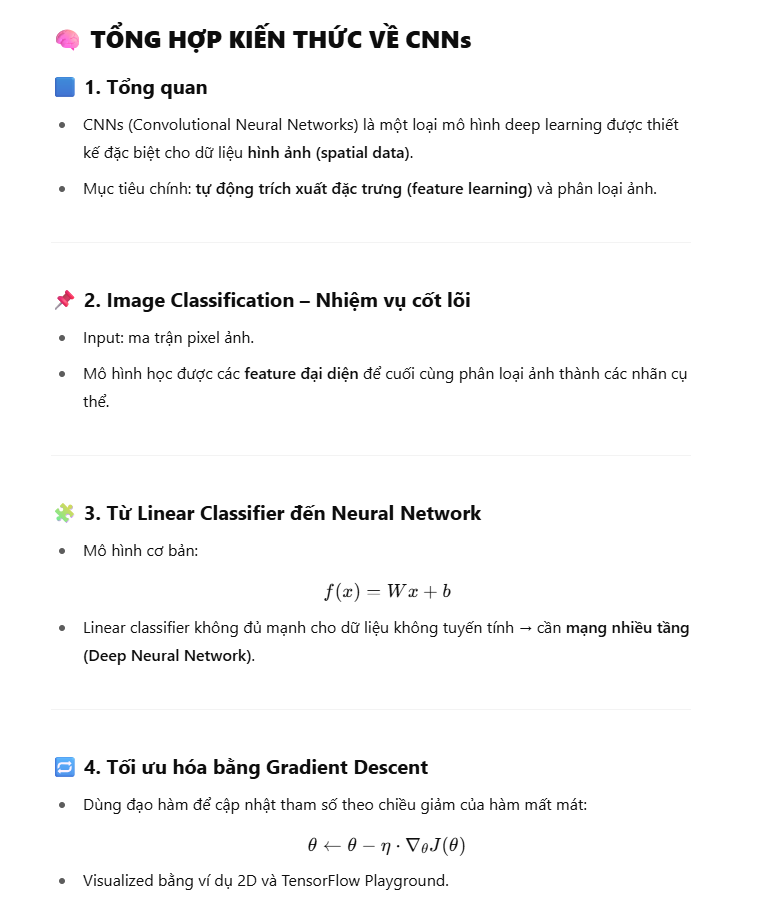 🧠 TỔNG HỢP KIẾN THỨC VỀ CNNs
🟦 1. Tổng quan
• CNNs (Convolutional Neural Networks) là một loại mô hình deep learning được thiết
kế đặc biệt cho dữ liệu hình ảnh (spatial data).
• Mục tiêu chính: tự động trích xuất đặc trưng (feature learning) và phân loại ảnh.
📌 2. Image Classification – Nhiệm vụ cốt lõi
• Input: ma trận pixel ảnh.
• Mô hình học được các feature đại diện để cuối cùng phân loại ảnh thành các nhãn cụ
thể.
🧩 3. Từ Linear Classifier đến Neural Network
• Mô hình cơ bản:
f(x) = Wx + b
• Linear classifier không đủ mạnh cho dữ liệu không tuyến tính → cần mạng nhiều tầng
(Deep Neural Network).
🔁 4. Tối ưu hóa bằng Gradient Descent
• Dùng đạo hàm để cập nhật tham số theo chiều giảm của hàm mất mát:
θ ← θ − η · ∇θJ(θ)
• Visualized bằng ví dụ 2D và TensorFlow Playground.